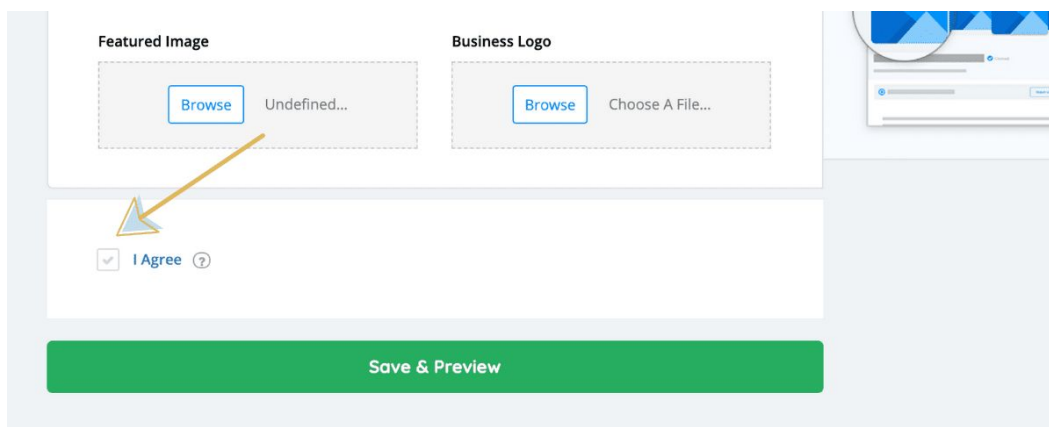 Featured Image
Business Logo
Browse
Undefined...
Browse
Choose A File...
I Agree ?
Save & Preview